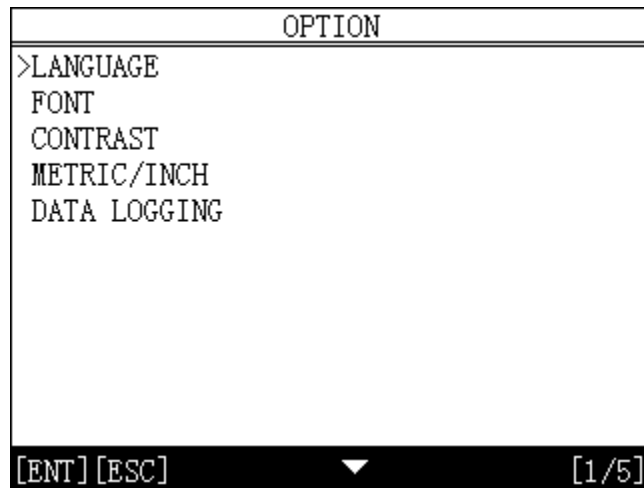 OPTION
>LANGUAGE
FONT
CONTRAST
METRIC/INCH
DATA LOGGING
[ENT][ESC] ▼ [1/5]